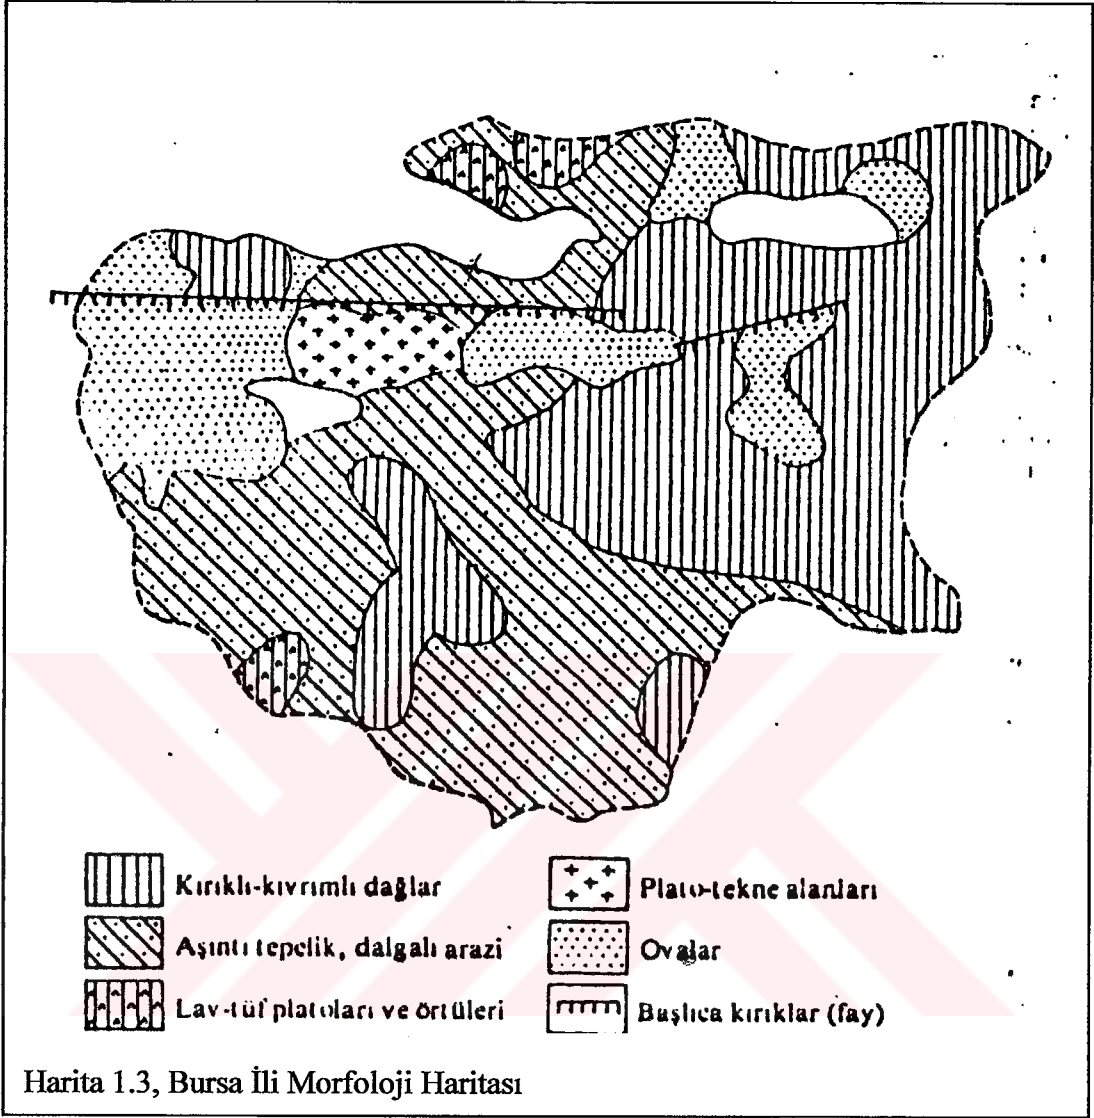 Kırıklı-kıvrımlı dağlar
Aşıntı tepelik, dalgalı arazi
Lav-tüf platoları ve örtüleri
Plato-tekne alanları
Ovalar
Başlıca kırıklar (fay)
Harita 1.3, Bursa İli Morfoloji Haritası